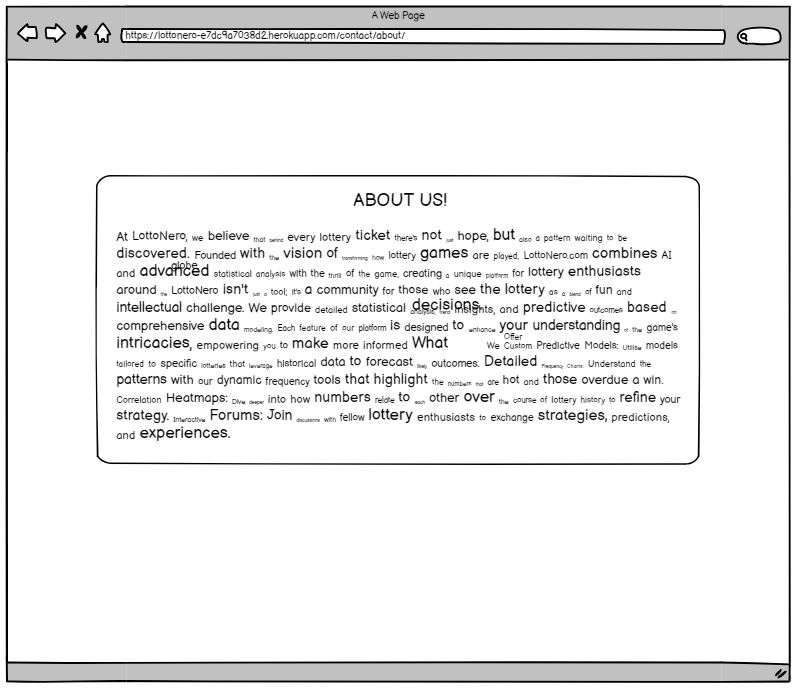 A Web Page
https://lottonero-e7dc9a7038d2.herokuapp.com/contact/about/
ABOUT US!
At LottoNero, we believe that behind every lottery ticket there's not just hope, but also a pattern waiting to be
discovered. Founded with the vision of transforming how lottery games are played, LottoNero.com combines AI
and advanced statistical analysis with the thrill of the game, creating a unique platform for lottery enthusiasts
globe
around the LottoNero isn't just a tool; it's a community for those who see the lottery as a blend of fun and
intellectual challenge. We provide detailed statistical analysis, trend insights, and predictive outcomes based on
decisions.
comprehensive data modeling. Each feature of our platform is designed to enhance your understanding of the game's
intricacies, empowering you to make more informed What We Custom Predictive Models: Utilise models
Offer
tailored to specific lotteries that leverage historical data to forecast likely outcomes. Detailed Frequency Charts: Understand the
patterns with our dynamic frequency tools that highlight the numbers that are hot and those overdue a win.
Correlation Heatmaps: Dive deeper into how numbers relate to each other over the course of lottery history to refine your
strategy. Interactive Forums: Join discussions with fellow lottery enthusiasts to exchange strategies, predictions,
and experiences.